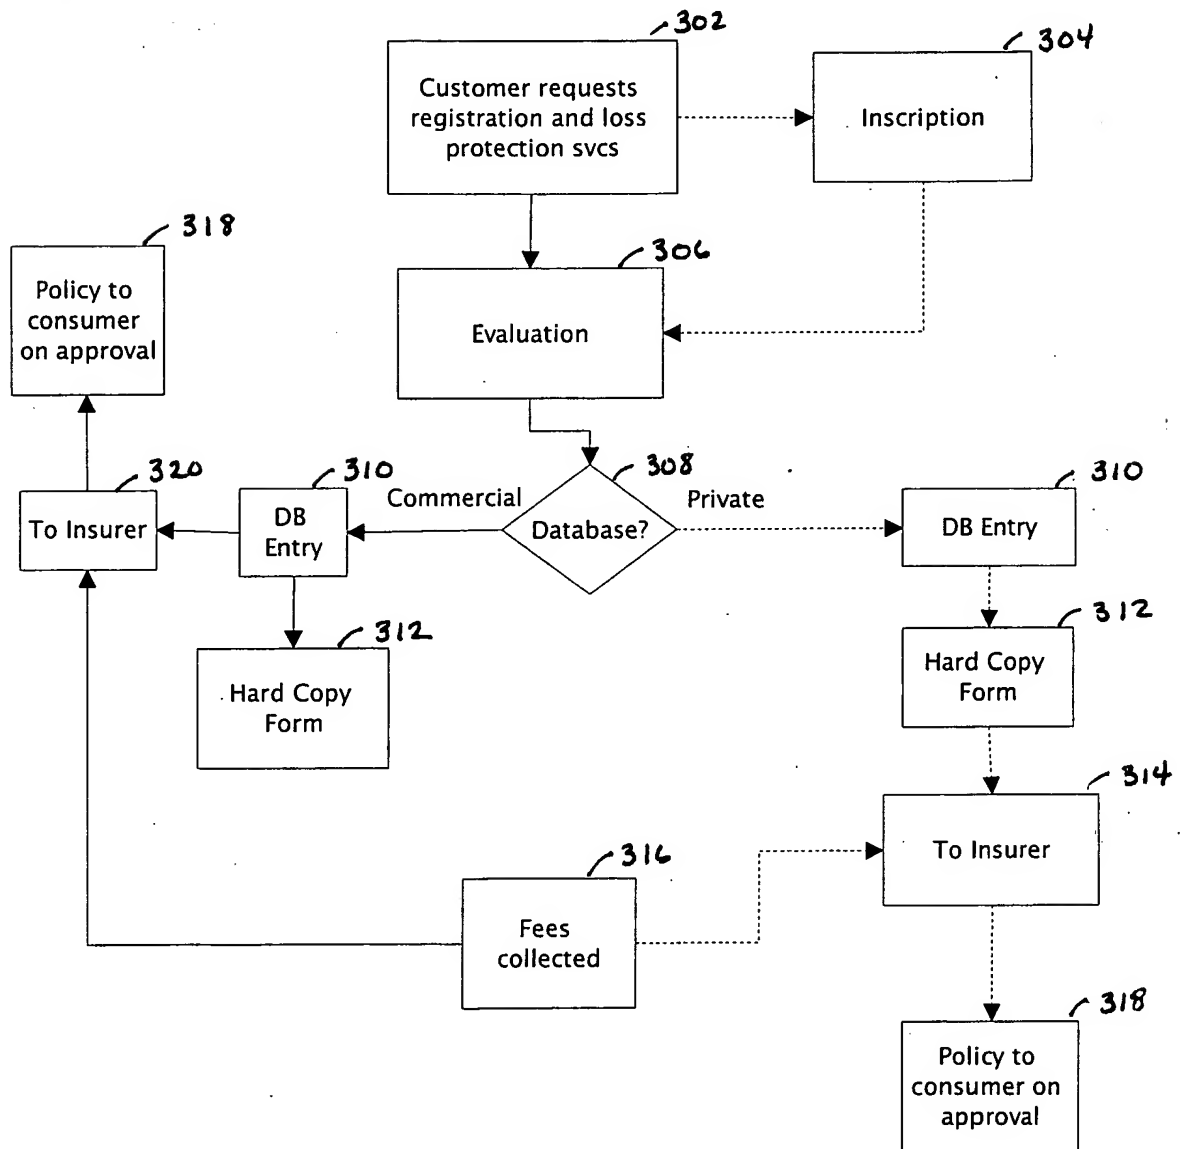 302
Customer requests
registration and loss
protection svcs
304
Inscription
306
Evaluation
318
Policy to
consumer
on approval
308
Database?
Commercial
Private
310
DB
Entry
320
To Insurer
312
Hard Copy
Form
310
DB Entry
312
Hard Copy
Form
314
To Insurer
316
Fees
collected
318
Policy to
consumer on
approval